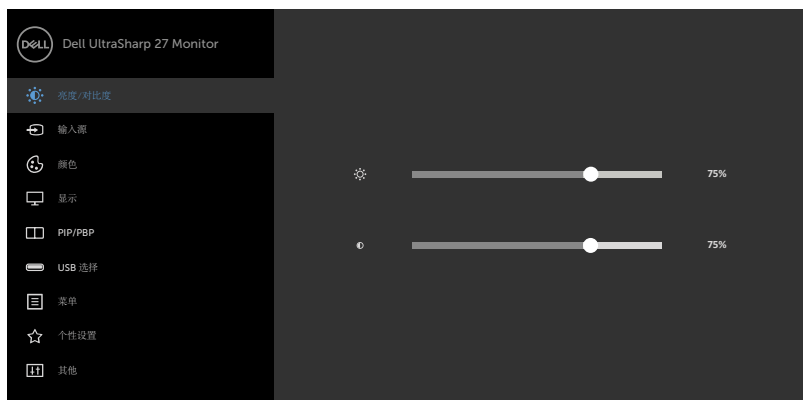 DELL
Dell UltraSharp 27 Monitor
亮度/对比度
输入源
颜色
显示
PIP/PBP
USB 选择
菜单
个性设置
其他
75%
75%